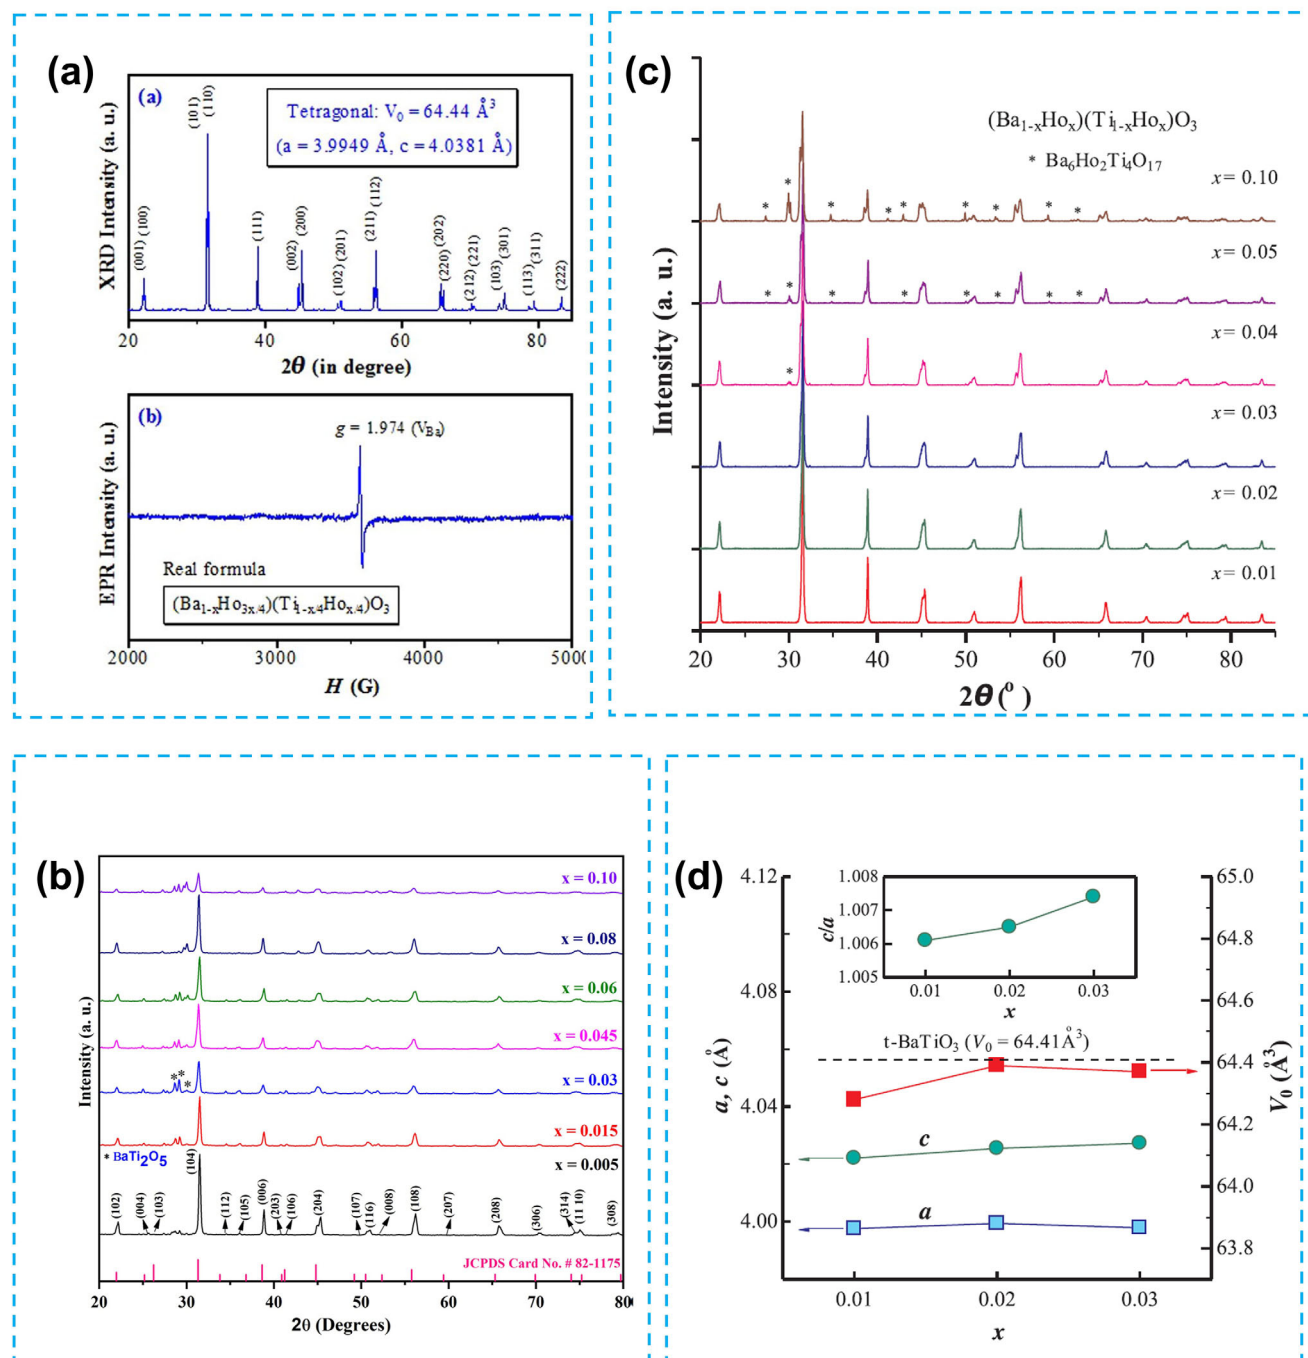 (a)
(a)
Tetragonal: V₀ = 64.44 Å³
(a = 3.9949 Å, c = 4.0381 Å)
XRD Intensity (a. u.)
(001) (100) (101) (110) (111) (002) (200) (102) (201) (211) (112) (220) (202) (212) (221) (103) (301) (113) (311) (222)
20 40 60 80
2θ (in degree)
(b)
g = 1.974 (V_Ba)
EPR Intensity (a. u.)
Real formula
(Ba₁₋ₓHo₃ₓ/₄)(Ti₁₋ₓ/₄Hoₓ/₄)O₃
2000 3000 4000 5000
H (G)
(c)
(Ba₁₋ₓHoₓ)(Ti₁₋ₓHoₓ)O₃
* Ba₆Ho₂Ti₄O₁₇
x = 0.10
* * * * * * * * *
x = 0.05
* * * * * * * *
x = 0.04
*
x = 0.03
x = 0.02
x = 0.01
Intensity (a. u.)
20 30 40 50 60 70 80
2θ (°)
(b)
x = 0.10
x = 0.08
x = 0.06
x = 0.045
x = 0.03
* * *
x = 0.015
* BaTi₂O₅
x = 0.005
Intensity (a. u.)
(102) (004) (103) (104) (112) (105) (006) (203) (106) (204) (107) (116) (008) (108) (207) (208) (306) (314) (11 10) (308)
JCPDS Card No. # 82-1175
20 30 40 50 60 70 80
2θ (Degrees)
(d)
4.12
4.08
4.04
4.00
a, c (Å)
1.008
1.007
1.006
1.005
c/a
0.01 0.02 0.03
x
t-BaTiO₃ (V₀ = 64.41Å³)
c
a
65.0
64.8
64.6
64.4
64.2
64.0
63.8
V₀ (Å³)
0.01 0.02 0.03
x